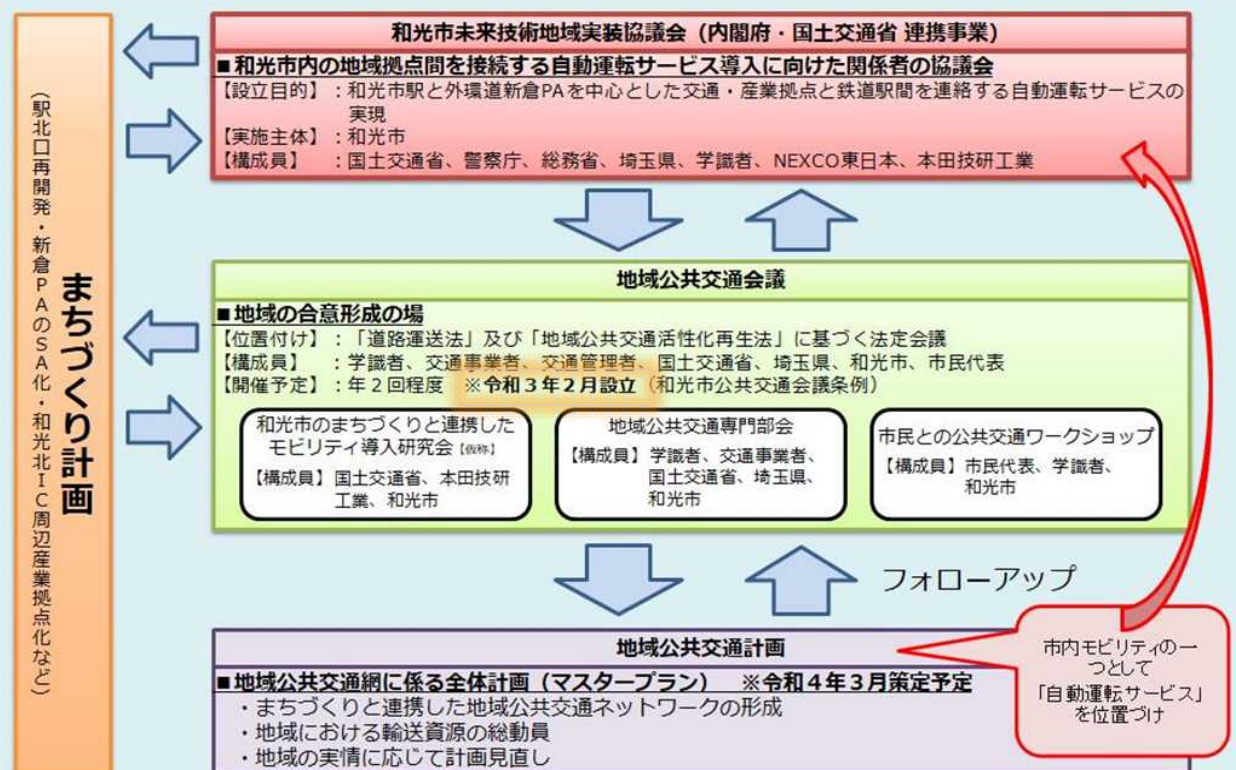 まちづくり計画
（駅北口再開発・新倉PAのSA化・和光北IC周辺産業拠点化など）
和光市未来技術地域実装協議会（内閣府・国土交通省 連携事業）
■和光市内の地域拠点間を接続する自動運転サービス導入に向けた関係者の協議会
【設立目的】：和光市駅と外環道新倉PAを中心とした交通・産業拠点と鉄道駅間を連絡する自動運転サービスの
実現
【実施主体】：和光市
【構成員】：国土交通省、警察庁、総務省、埼玉県、学識者、NEXCO東日本、本田技研工業
地域公共交通会議
■地域の合意形成の場
【位置付け】：「道路運送法」及び「地域公共交通活性化再生法」に基づく法定会議
【構成員】：学識者、交通事業者、交通管理者、国土交通省、埼玉県、和光市、市民代表
【開催予定】：年２回程度 ※令和３年２月設立（和光市公共交通会議条例）
和光市のまちづくりと連携した
モビリティ導入研究会【仮称】
【構成員】国土交通省、本田技研
工業、和光市
地域公共交通専門部会
【構成員】学識者、交通事業者、
国土交通省、埼玉県、
和光市
市民との公共交通ワークショップ
【構成員】市民代表、学識者、
和光市
フォローアップ
地域公共交通計画
■地域公共交通網に係る全体計画（マスタープラン） ※令和４年３月策定予定
・まちづくりと連携した地域公共交通ネットワークの形成
・地域における輸送資源の総動員
・地域の実情に応じて計画見直し
市内モビリティの一
つとして
「自動運転サービス」
を位置づけ